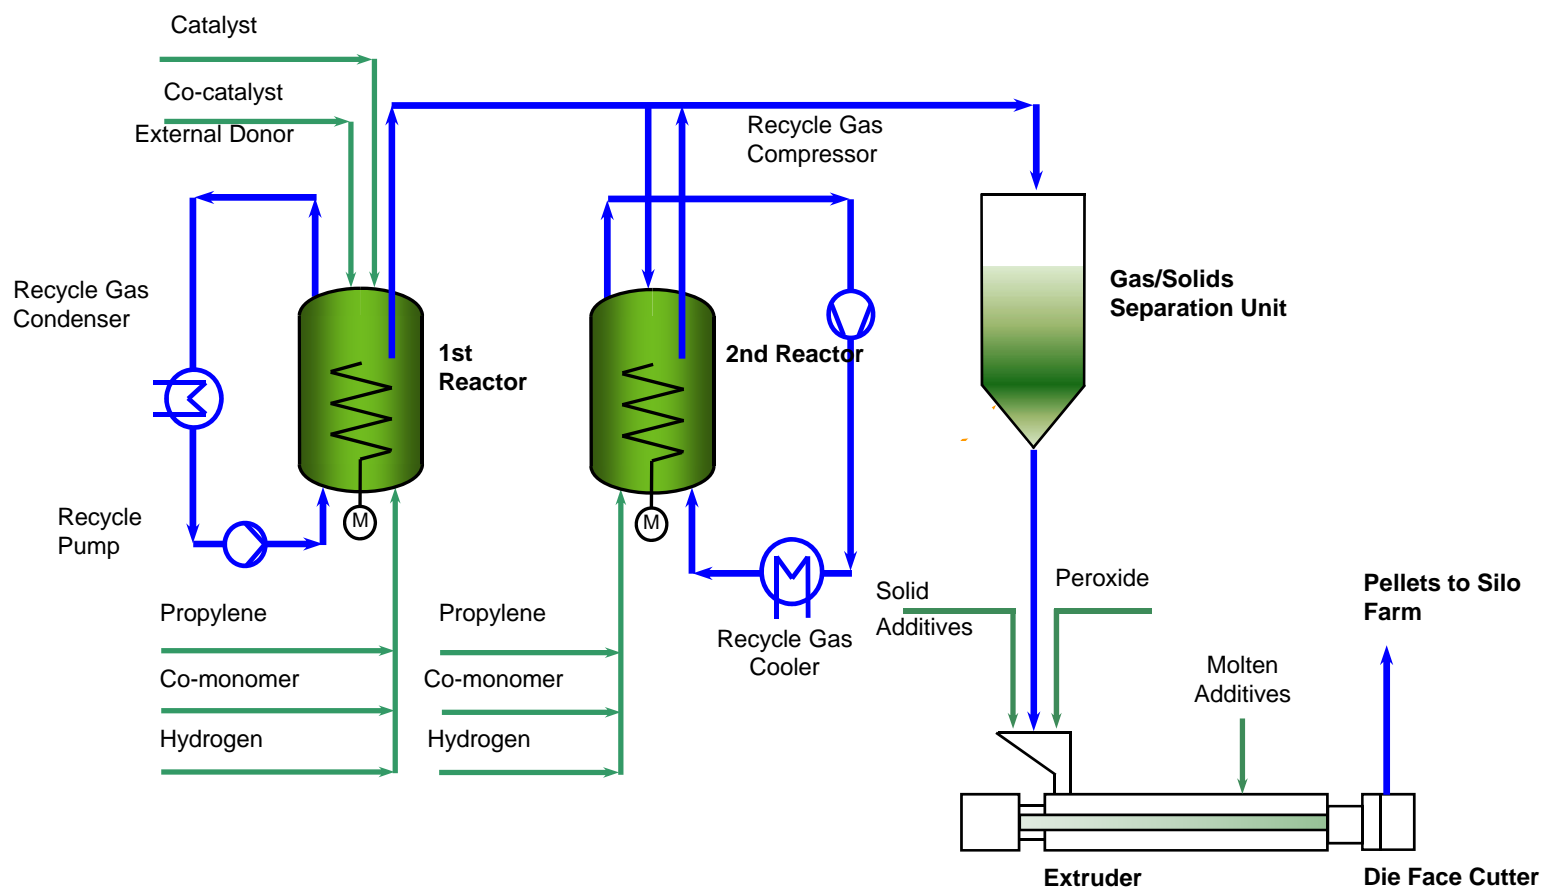 Catalyst
Co-catalyst
External Donor
Recycle Gas
Compressor
Recycle Gas
Condenser
1st
Reactor
2nd Reactor
Gas/Solids
Separation Unit
Recycle
Pump
M
M
Propylene
Co-monomer
Hydrogen
Propylene
Co-monomer
Hydrogen
Recycle Gas
Cooler
Solid
Additives
Peroxide
Molten
Additives
Pellets to Silo
Farm
Extruder
Die Face Cutter